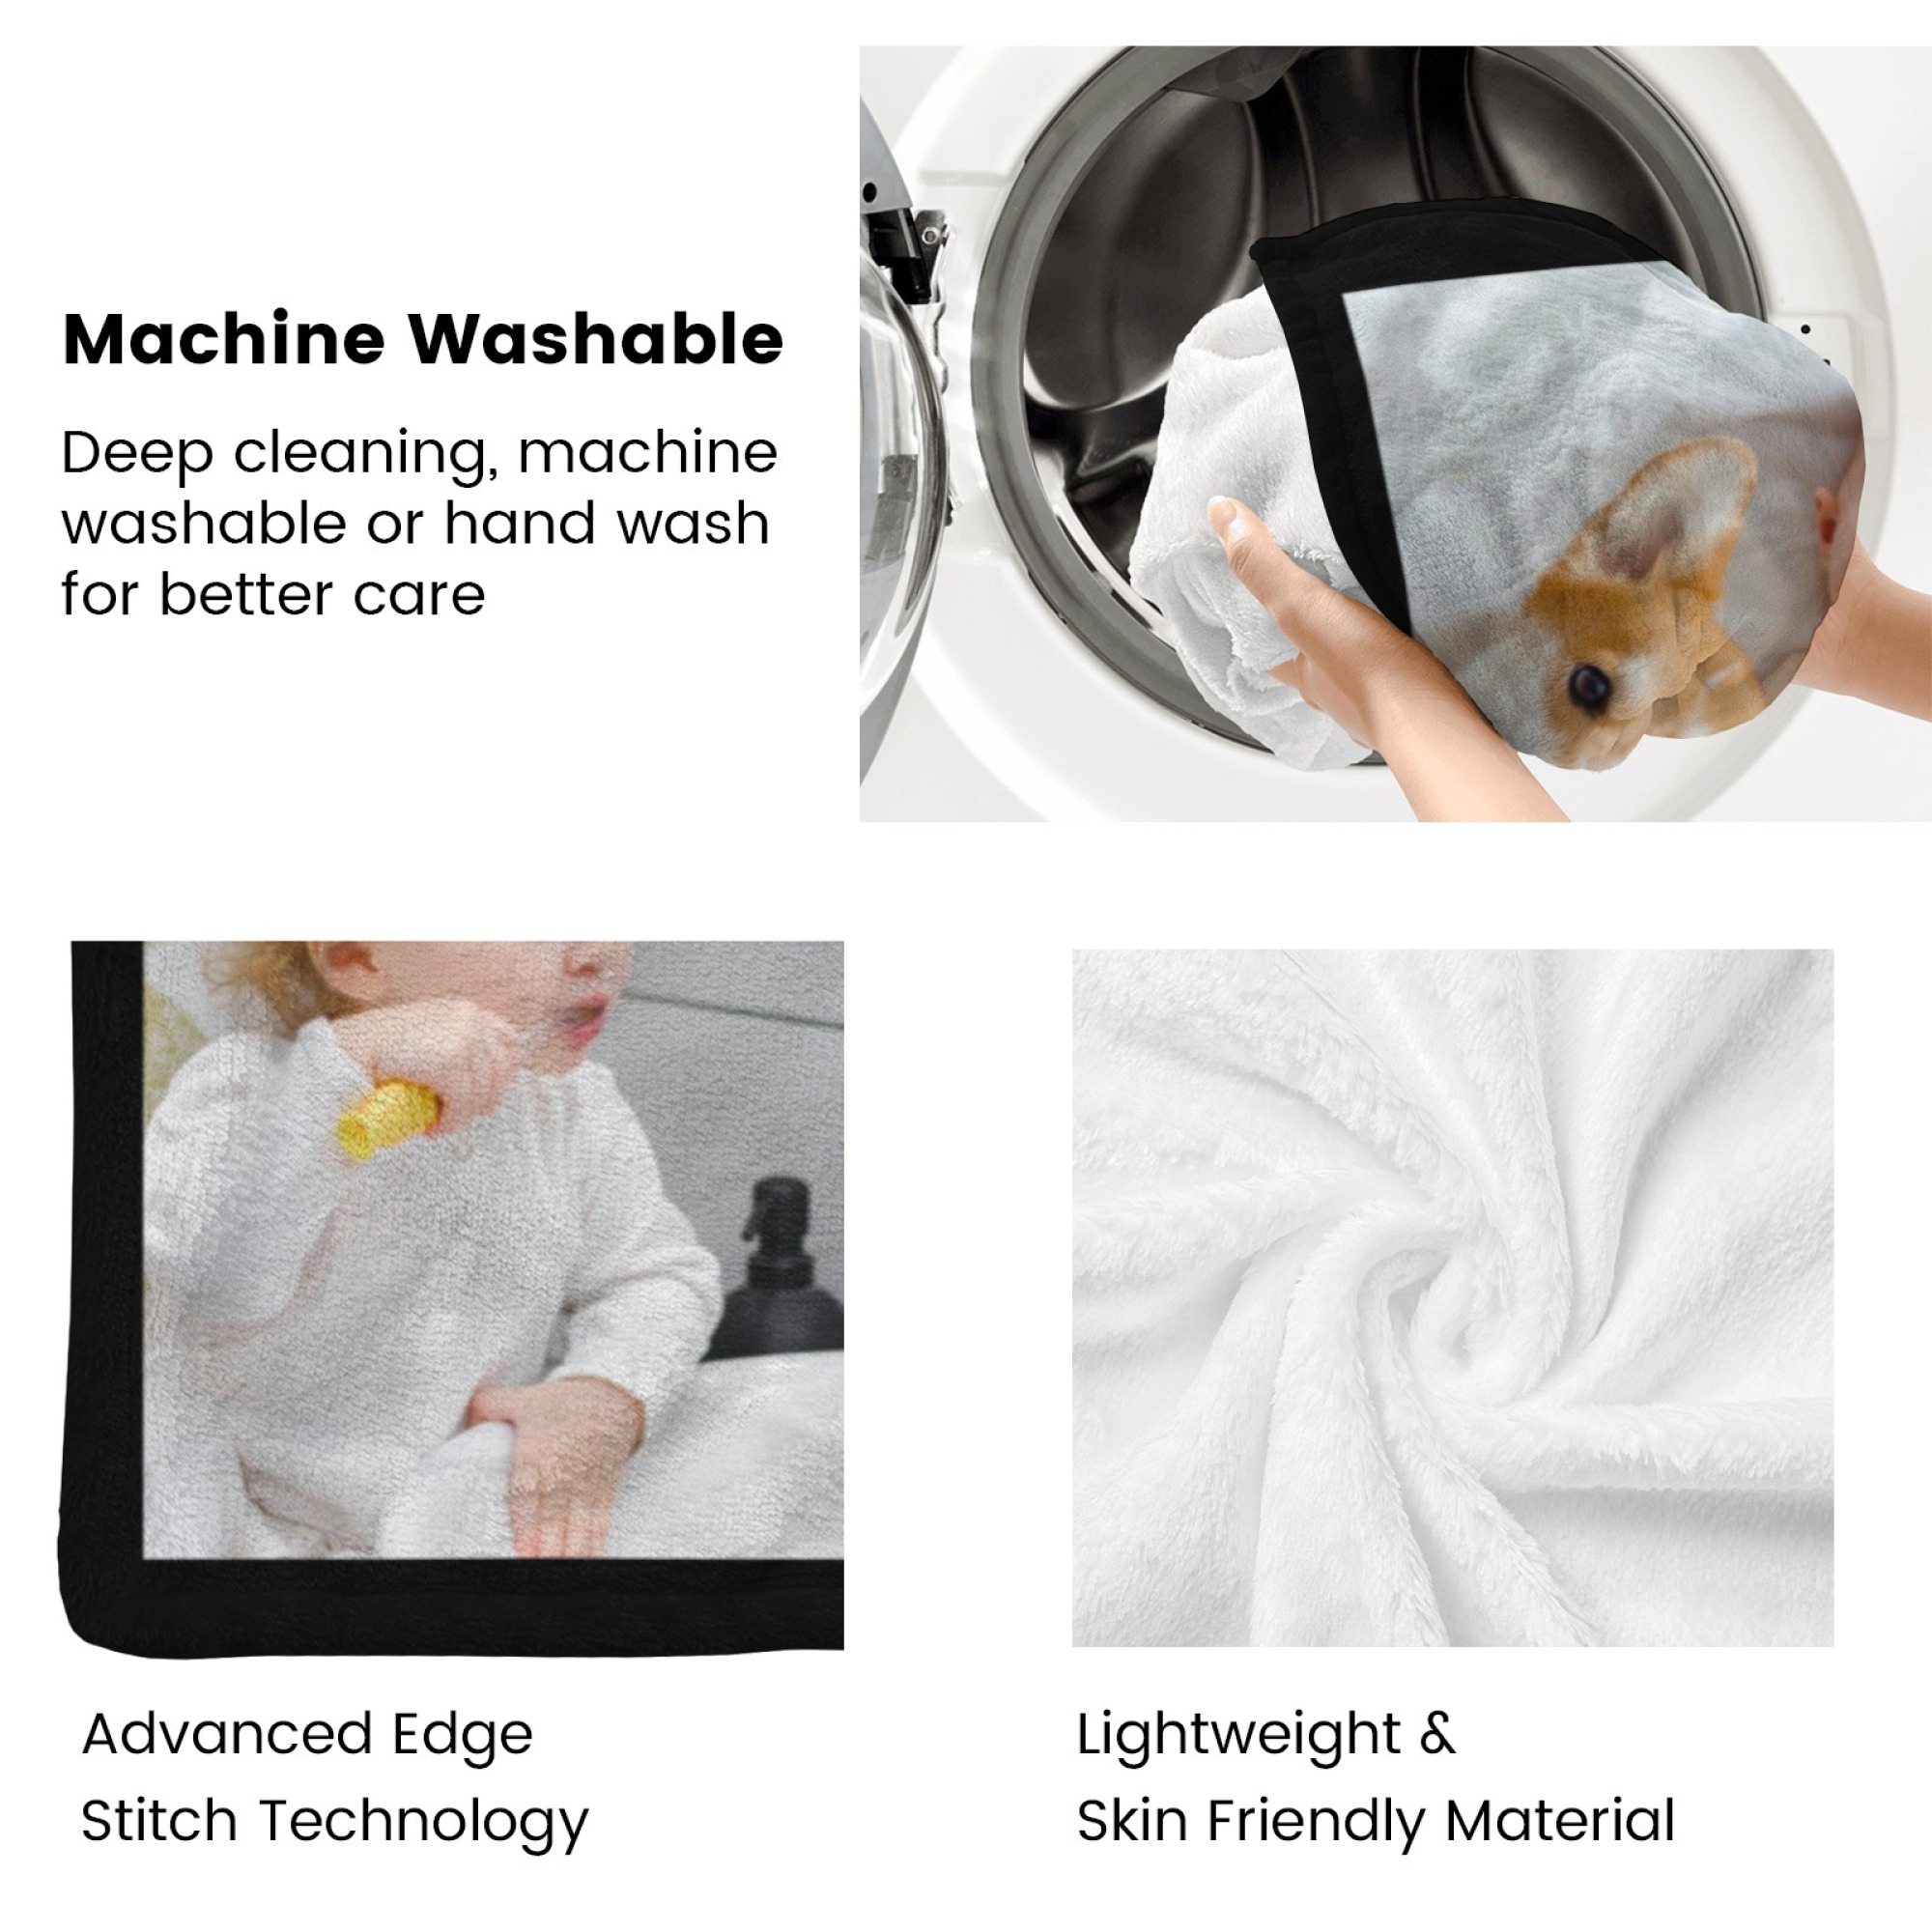 Machine Washable
Deep cleaning, machine
washable or hand wash
for better care
Advanced Edge
Stitch Technology
Lightweight &
Skin Friendly Material